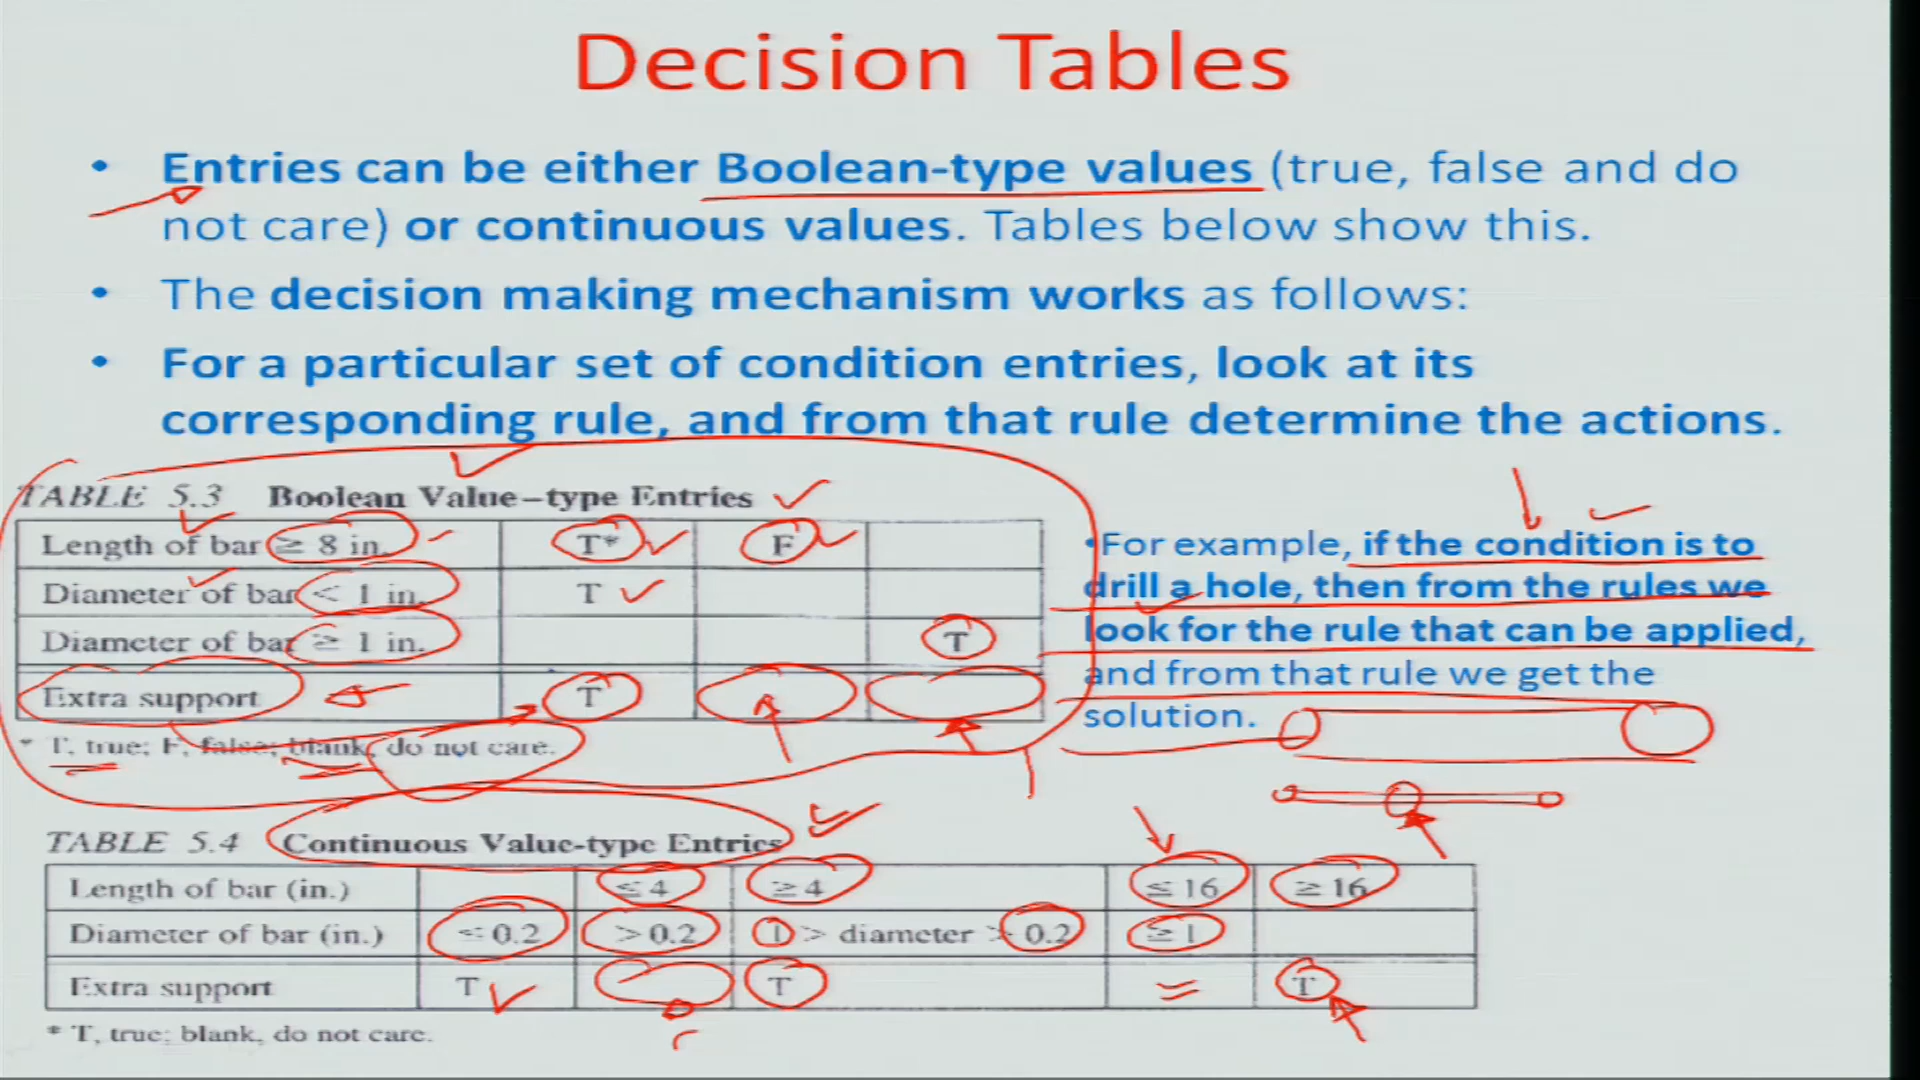 Decision Tables
• Entries can be either Boolean-type values (true, false and do
not care) or continuous values. Tables below show this.
• The decision making mechanism works as follows:
• For a particular set of condition entries, look at its
corresponding rule, and from that rule determine the actions.
TABLE 5.3 Boolean Value-type Entries
Length of bar ≥ 8 in. T* F
Diameter of bar < 1 in. T
Diameter of bar ≥ 1 in. T
Extra support T
* T, true; F, false; blank, do not care.
•For example, if the condition is to
drill a hole, then from the rules we
look for the rule that can be applied,
and from that rule we get the
solution.
TABLE 5.4 Continuous Value-type Entries
Length of bar (in.) ≤ 4 ≥ 4 ≤ 16 ≥ 16
Diameter of bar (in.) ≤ 0.2 > 0.2 1 > diameter > 0.2 ≥ 1
Extra support T T T
* T, true; blank, do not care.